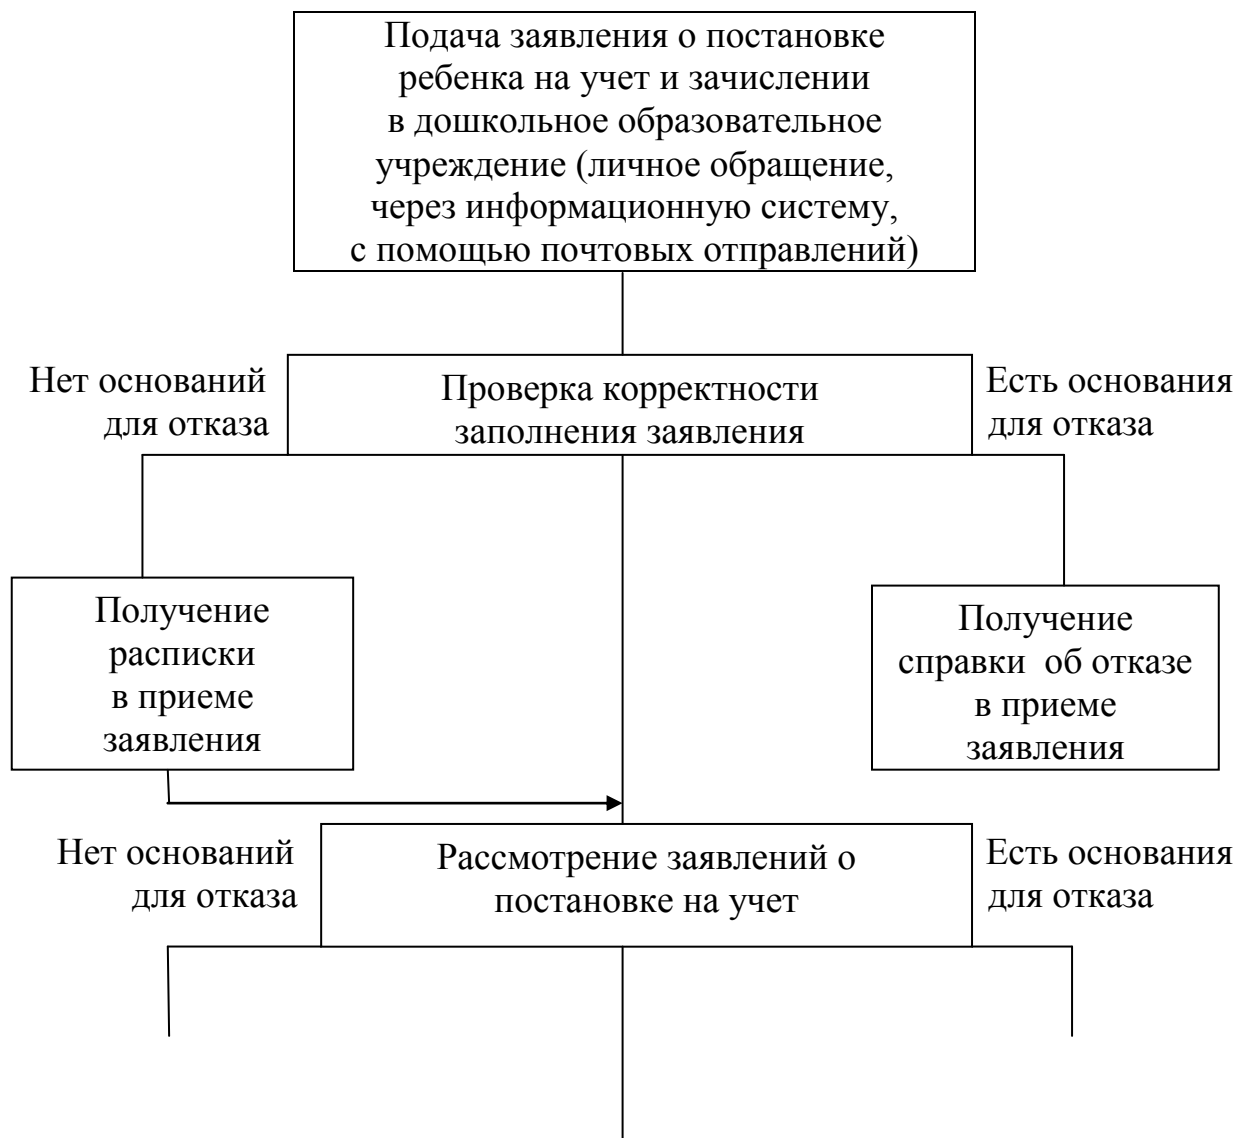 Подача заявления о постановке
ребенка на учет и зачислении
в дошкольное образовательное
учреждение (личное обращение,
через информационную систему,
с помощью почтовых отправлений)
Нет оснований
для отказа
Проверка корректности
заполнения заявления
Есть основания
для отказа
Получение
расписки
в приеме
заявления
Получение
справки  об отказе
в приеме
заявления
Нет оснований
для отказа
Рассмотрение заявлений о
постановке на учет
Есть основания
для отказа